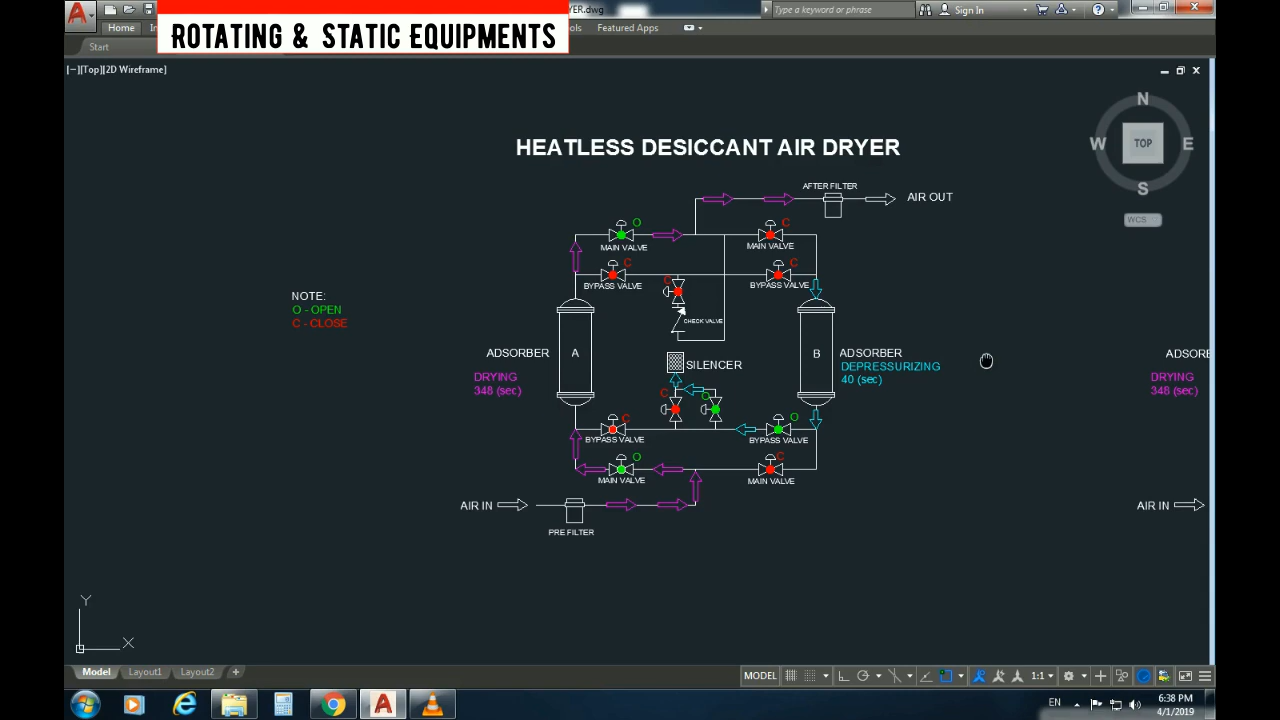 YER.dwg
Type a keyword or phrase
Sign In
ROTATING & STATIC EQUIPMENTS
Home
Featured Apps
Start
[−][Top][2D Wireframe]
N
W TOP E
S
WCS
HEATLESS DESICCANT AIR DRYER
AFTER FILTER
AIR OUT
O
C
MAIN VALVE
MAIN VALVE
C
C
BYPASS VALVE
C
BYPASS VALVE
NOTE:
O - OPEN
C - CLOSE
CHECK VALVE
ADSORBER
A
B
ADSORBER
SILENCER
DEPRESSURIZING
40 (sec)
DRYING
348 (sec)
ADSORE
DRYING
348 (sec)
C
O
C
O
BYPASS VALVE
BYPASS VALVE
O
C
MAIN VALVE
MAIN VALVE
AIR IN
AIR IN
PRE FILTER
Y
X
Model Layout1 Layout2 +
MODEL
1:1
EN
6:38 PM
4/1/2019